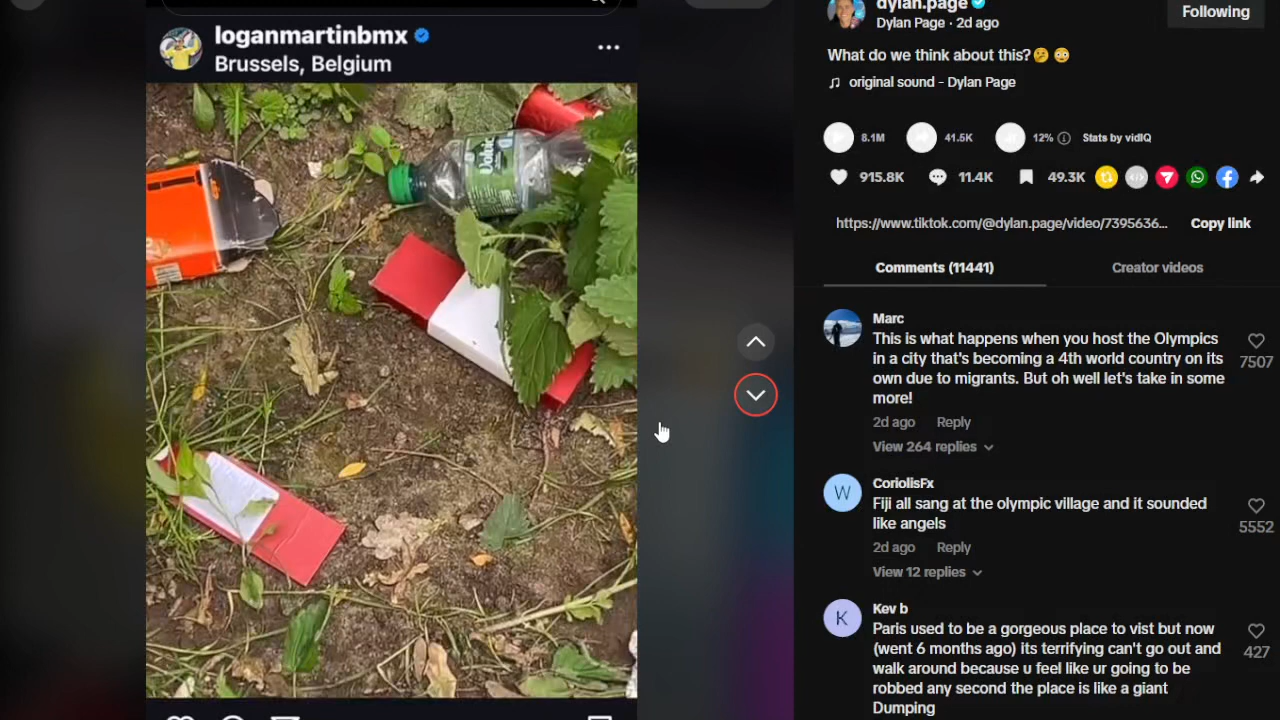 loganmartinbmx
Brussels, Belgium
Volvic
dylan.page
Dylan Page · 2d ago
Following
What do we think about this?🤔😳
♫ original sound - Dylan Page
8.1M
41.5K
12%
Stats by vidIQ
915.8K
11.4K
49.3K
https://www.tiktok.com/@dylan.page/video/7395636...
Copy link
Comments (11441)
Creator videos
Marc
This is what happens when you host the Olympics
in a city that's becoming a 4th world country on its
own due to migrants. But oh well let's take in some
more!
7507
2d ago
Reply
View 264 replies
W
CoriolisFx
Fiji all sang at the olympic village and it sounded
like angels
5552
2d ago
Reply
View 12 replies
K
Kev b
Paris used to be a gorgeous place to vist but now
(went 6 months ago) its terrifying can't go out and
walk around because u feel like ur going to be
robbed any second the place is like a giant
Dumping
427